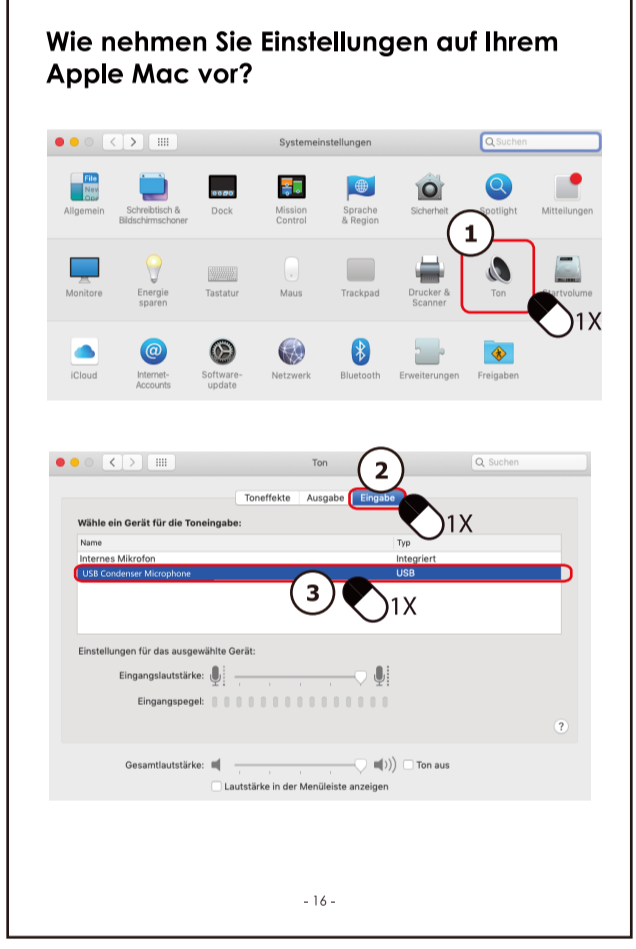 Wie nehmen Sie Einstellungen auf Ihrem
Apple Mac vor?
Systemeinstellungen
Suchen
File
New
Allgemein
Schreibtisch &
Bildschirmschoner
Dock
Mission
Control
Sprache
& Region
Sicherheit
Spotlight
Mitteilungen
1
Monitore
Energie
sparen
Tastatur
Maus
Trackpad
Drucker &
Scanner
Ton
Startvolume
1X
iCloud
Internet-
Accounts
Software-
update
Netzwerk
Bluetooth
Erweiterungen
Freigaben
Ton
Suchen
2
Toneffekte Ausgabe Eingabe
1X
Wähle ein Gerät für die Toneingabe:
Name Typ
Internes Mikrofon Integriert
USB Condenser Microphone USB
3
1X
Einstellungen für das ausgewählte Gerät:
Eingangslautstärke:
Eingangspegel:
?
Gesamtlautstärke: Ton aus
Lautstärke in der Menüleiste anzeigen
- 16 -